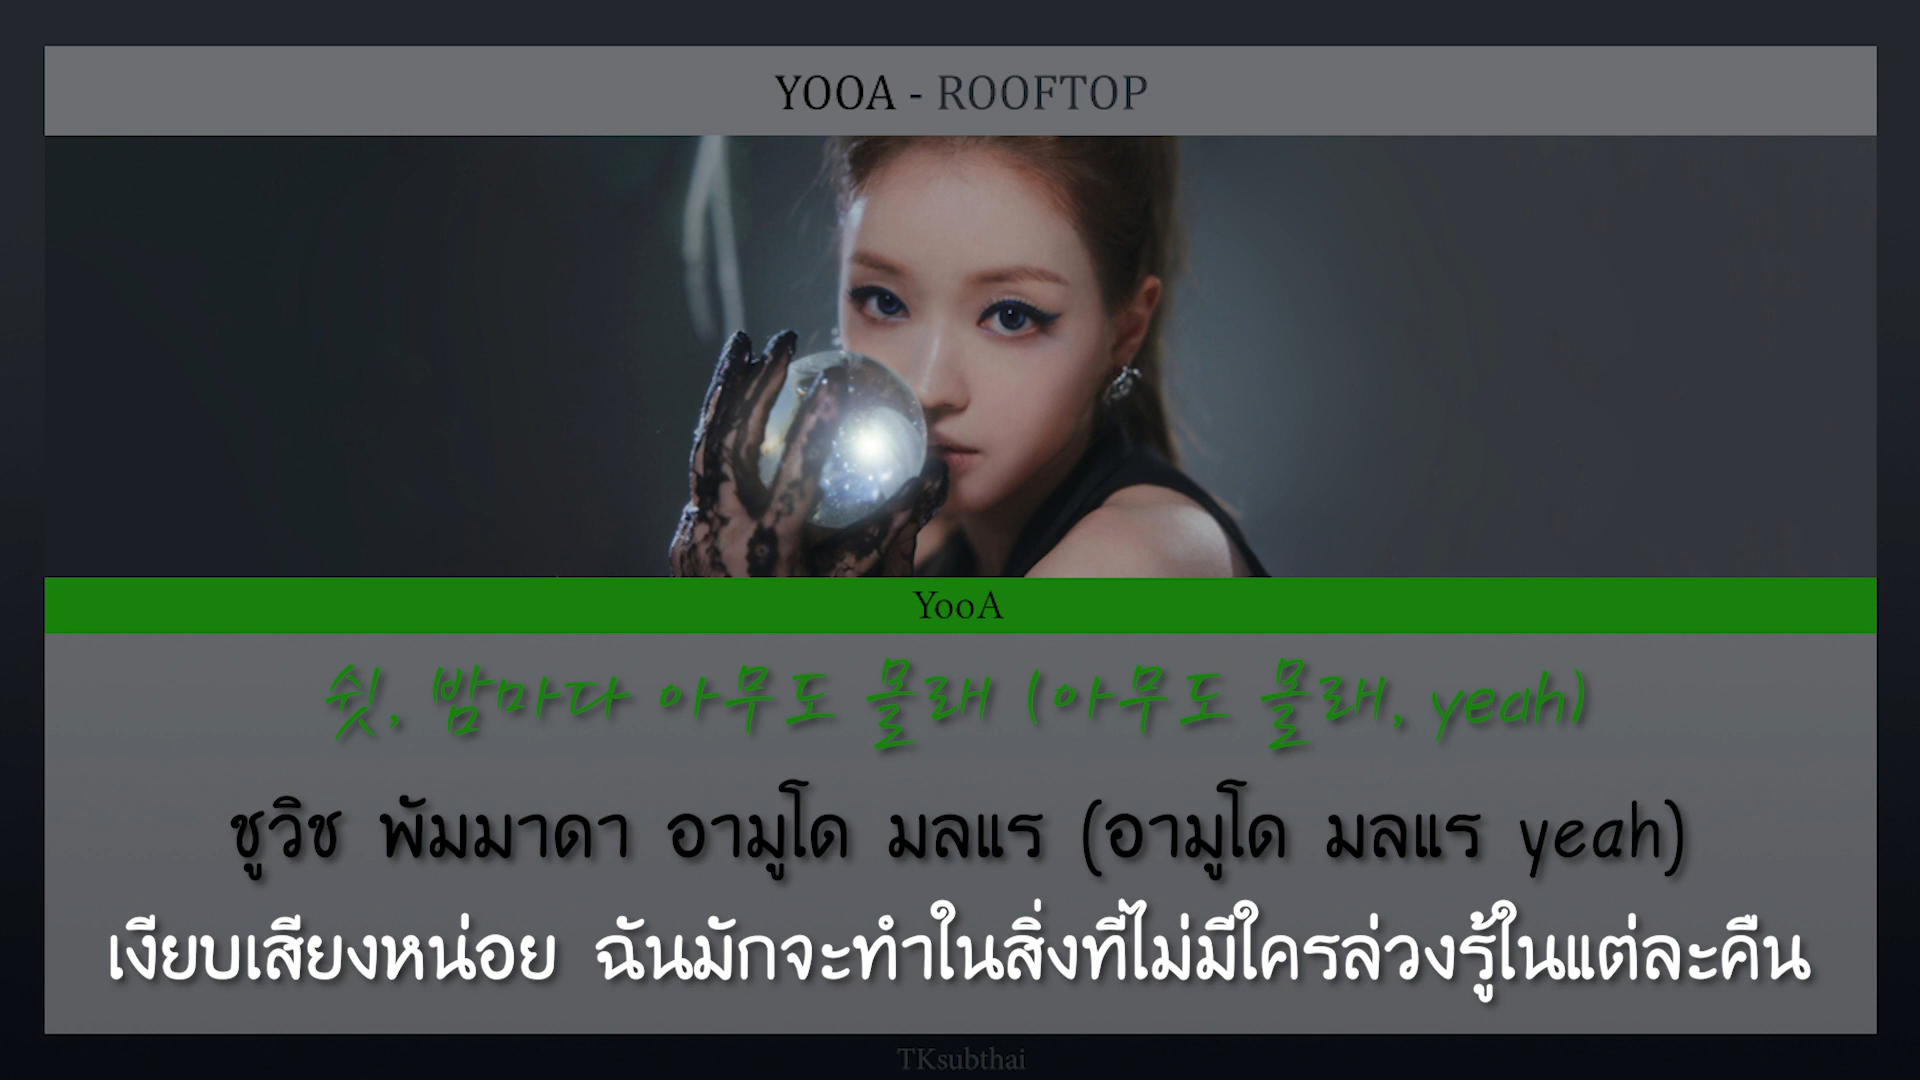 YOOA - ROOFTOP
YooA
쉿, 밤마다 아무도 몰래 (아무도 몰래, yeah)
ชูวิช พัมมาดา อามูโด มลแร (อามูโด มลแร yeah)
เงียบเสียงหน่อย ฉันมักจะทำในสิ่งที่ไม่มีใครล่วงรู้ในแต่ละคืน
TKsubthai